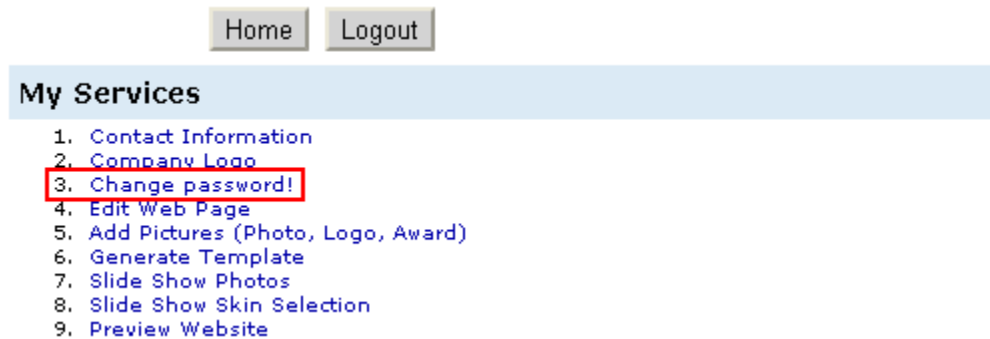 Home Logout
My Services
1. Contact Information
2. Company Logo
3. Change password!
4. Edit Web Page
5. Add Pictures (Photo, Logo, Award)
6. Generate Template
7. Slide Show Photos
8. Slide Show Skin Selection
9. Preview Website